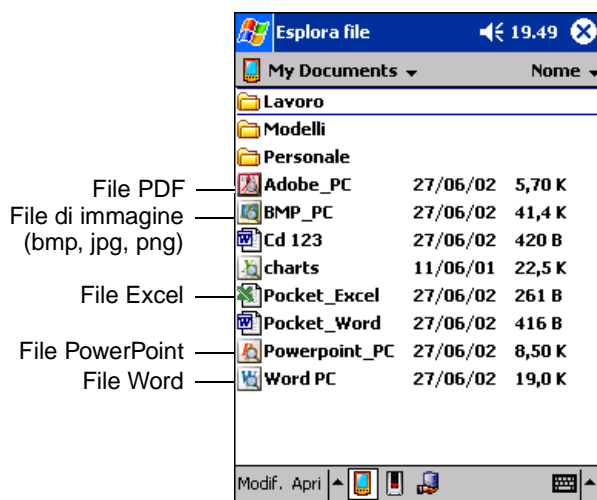 Esplora file 19.49
My Documents Nome
Lavoro
Modelli
Personale
File PDF Adobe_PC 27/06/02 5,70 K
File di immagine (bmp, jpg, png) BMP_PC 27/06/02 41,4 K
Cd 123 27/06/02 420 B
charts 11/06/01 22,5 K
File Excel Pocket_Excel 27/06/02 261 B
Pocket_Word 27/06/02 416 B
File PowerPoint Powerpoint_PC 27/06/02 8,50 K
File Word Word PC 27/06/02 19,0 K
Modif. Apri